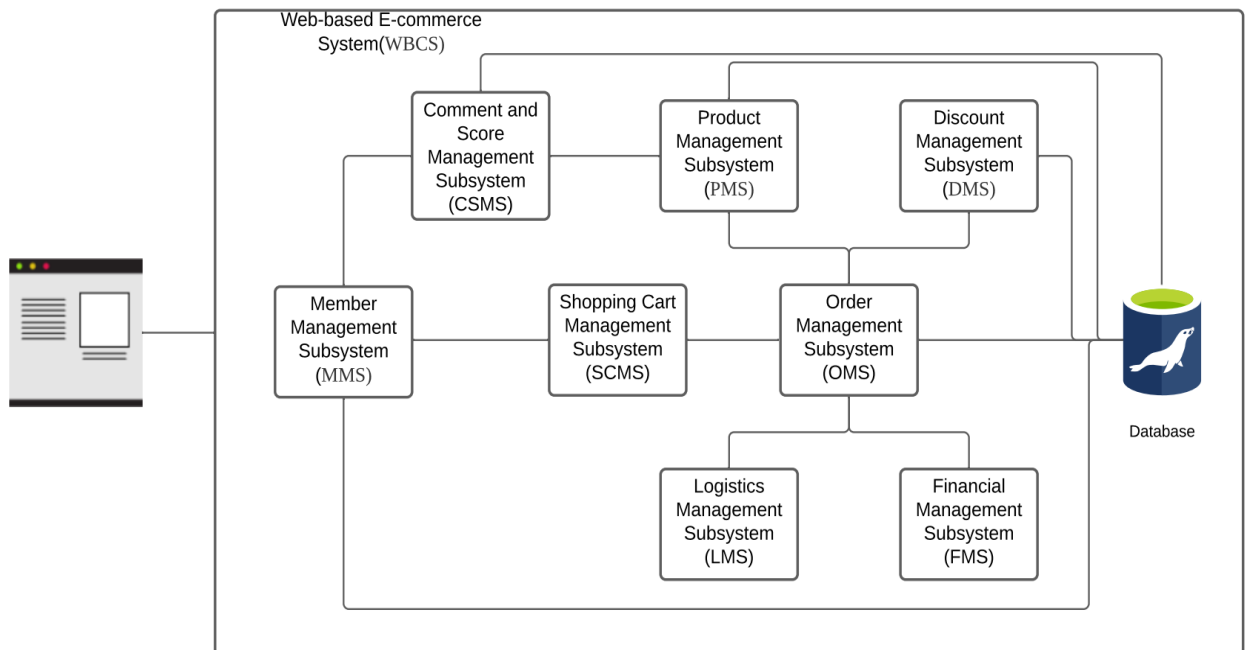 Web-based E-commerce
System(WBCS)
Comment and
Score
Management
Subsystem
(CSMS)
Product
Management
Subsystem
(PMS)
Discount
Management
Subsystem
(DMS)
Member
Management
Subsystem
(MMS)
Shopping Cart
Management
Subsystem
(SCMS)
Order
Management
Subsystem
(OMS)
Database
Logistics
Management
Subsystem
(LMS)
Financial
Management
Subsystem
(FMS)